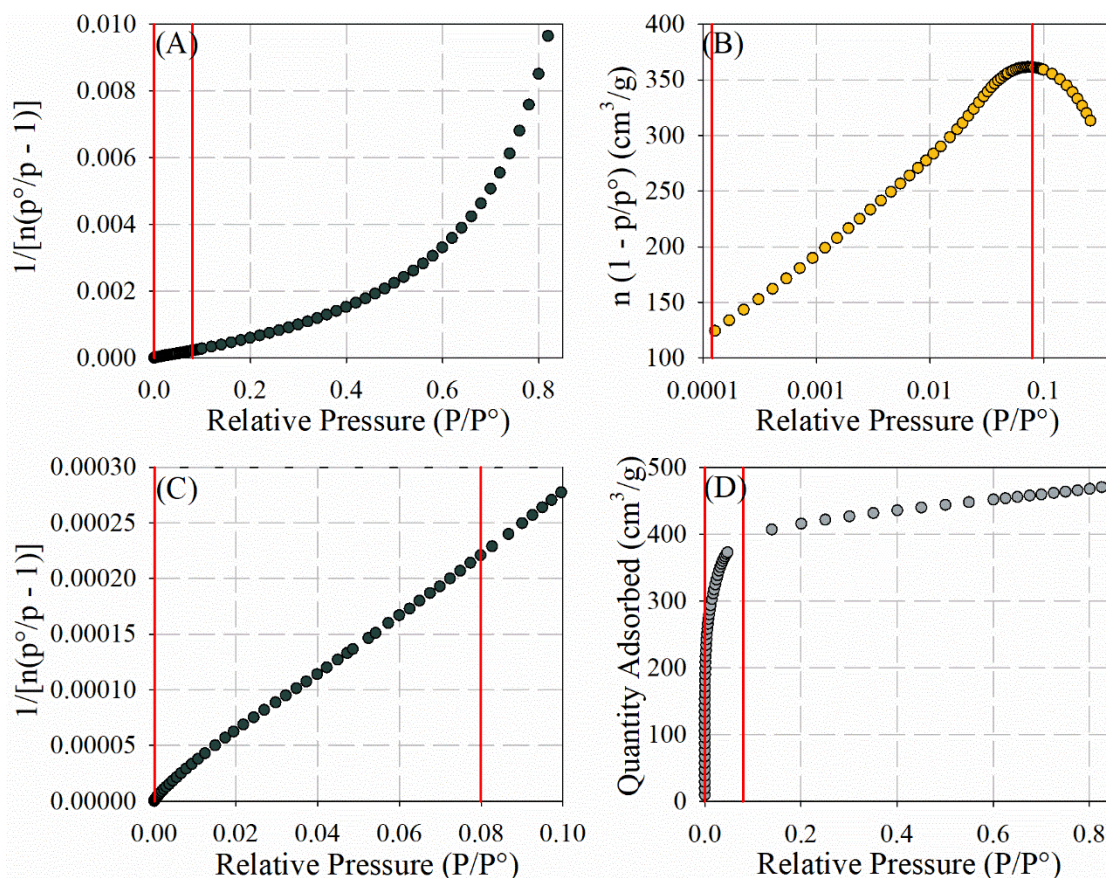 (A)
1/[n(p°/p - 1)]
0.010
0.008
0.006
0.004
0.002
0.000
0.0 0.2 0.4 0.6 0.8
Relative Pressure (P/P°)
(B)
n (1 - p/p°) (cm³/g)
400
350
300
250
200
150
100
0.0001 0.001 0.01 0.1
Relative Pressure (P/P°)
(C)
1/[n(p°/p - 1)]
0.00030
0.00025
0.00020
0.00015
0.00010
0.00005
0.00000
0.00 0.02 0.04 0.06 0.08 0.10
Relative Pressure (P/P°)
(D)
Quantity Adsorbed (cm³/g)
500
400
300
200
100
0
0.0 0.2 0.4 0.6 0.8
Relative Pressure (P/P°)